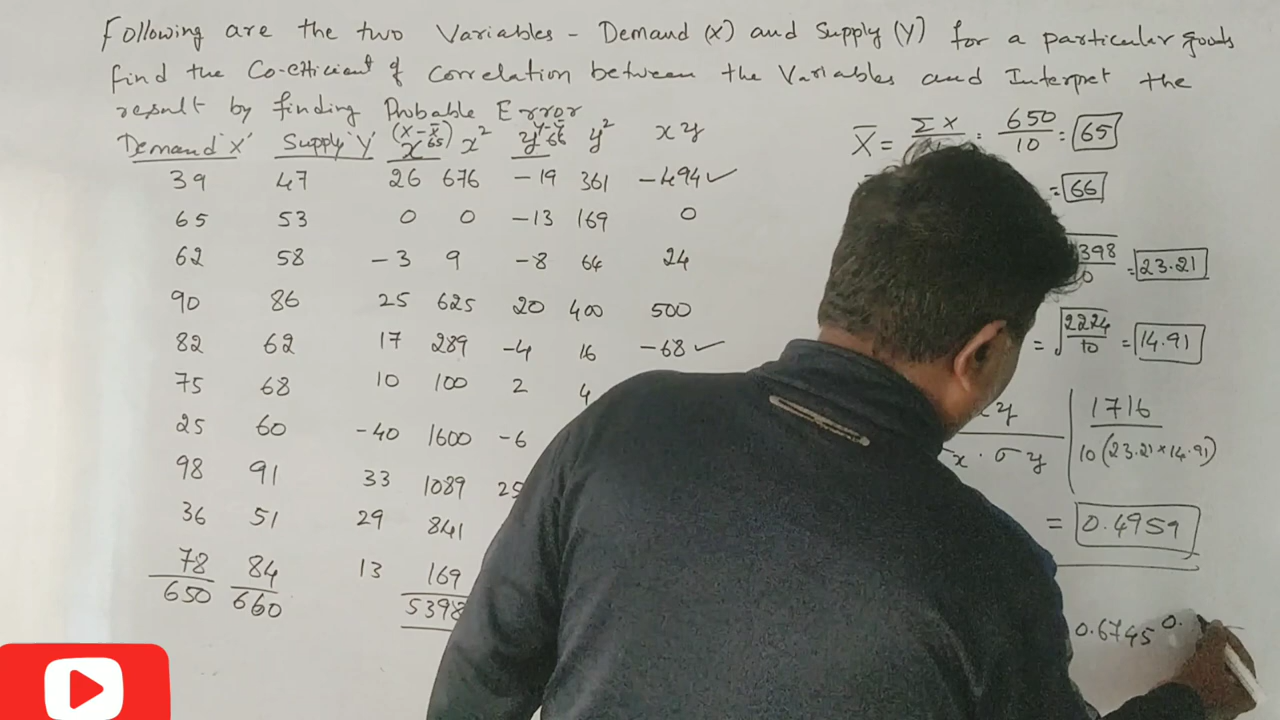 Following are the two Variables - Demand (X) and Supply (Y) for a particular goods
find the Co-efficient of Correlation between the Variables and Interpret the
result by finding Probable Error
Demand 'X' Supply 'Y' (X-X̄) x 65 x² y Y-Ȳ 66 y² xy
39 47 26 676 -19 361 -494✓
65 53 0 0 -13 169 0
62 58 -3 9 -8 64 24
90 86 25 625 20 400 500
82 62 17 289 -4 16 -68✓
75 68 10 100 2 4
25 60 -40 1600 -6
98 91 33 1089 25
36 51 29 841
78 84 13 169
650 660 5398
X̄ = ΣX : 650/10 = 65
= 66
398 = 23.21
= √2224/10 = 14.91
y / x · σy | 1716 / 10(23.21×14.91)
= 0.4959
0.6745 0.